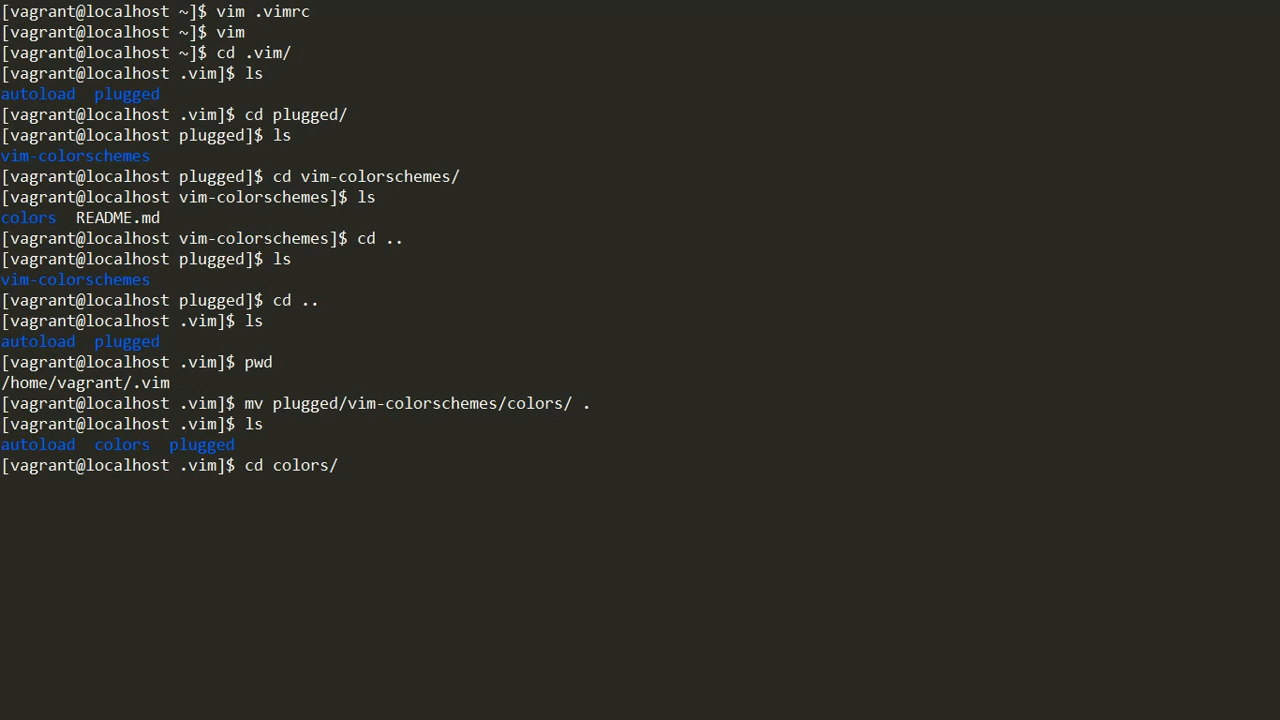 [vagrant@localhost ~]$ vim .vimrc
[vagrant@localhost ~]$ vim
[vagrant@localhost ~]$ cd .vim/
[vagrant@localhost .vim]$ ls
autoload  plugged
[vagrant@localhost .vim]$ cd plugged/
[vagrant@localhost plugged]$ ls
vim-colorschemes
[vagrant@localhost plugged]$ cd vim-colorschemes/
[vagrant@localhost vim-colorschemes]$ ls
colors  README.md
[vagrant@localhost vim-colorschemes]$ cd ..
[vagrant@localhost plugged]$ ls
vim-colorschemes
[vagrant@localhost plugged]$ cd ..
[vagrant@localhost .vim]$ ls
autoload  plugged
[vagrant@localhost .vim]$ pwd
/home/vagrant/.vim
[vagrant@localhost .vim]$ mv plugged/vim-colorschemes/colors/ .
[vagrant@localhost .vim]$ ls
autoload  colors  plugged
[vagrant@localhost .vim]$ cd colors/